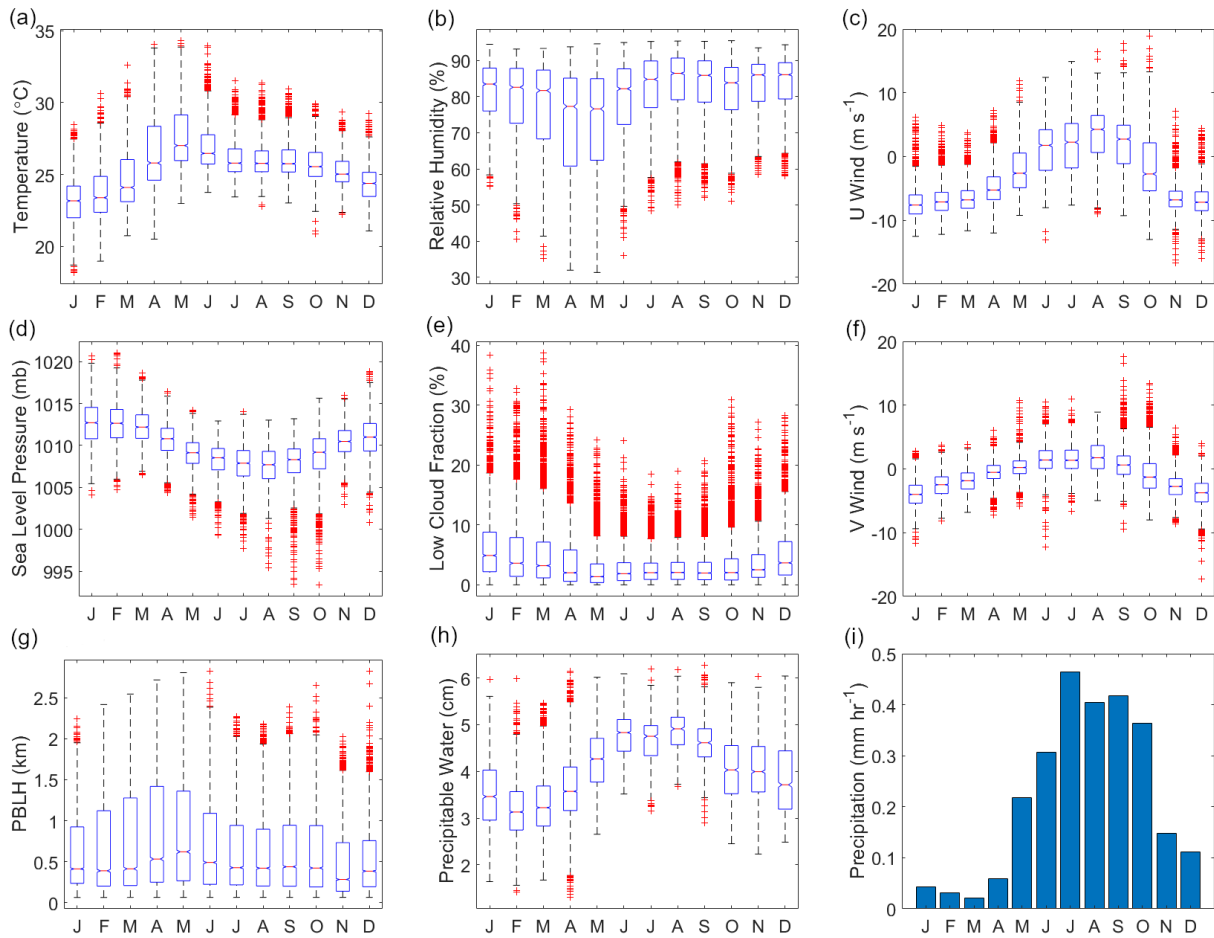 (a)
Temperature (°C)
35
30
25
20
J F M A M J J A S O N D
(b)
Relative Humidity (%)
100
90
80
70
60
50
40
30
J F M A M J J A S O N D
(c)
U Wind (m s⁻¹)
20
10
0
-10
-20
J F M A M J J A S O N D
(d)
Sea Level Pressure (mb)
1020
1015
1010
1005
1000
995
J F M A M J J A S O N D
(e)
Low Cloud Fraction (%)
40
30
20
10
0
J F M A M J J A S O N D
(f)
V Wind (m s⁻¹)
20
10
0
-10
-20
J F M A M J J A S O N D
(g)
PBLH (km)
2.5
2
1.5
1
0.5
0
J F M A M J J A S O N D
(h)
Precipitable Water (cm)
6
5
4
3
2
J F M A M J J A S O N D
(i)
Precipitation (mm hr⁻¹)
0.5
0.4
0.3
0.2
0.1
0
J F M A M J J A S O N D